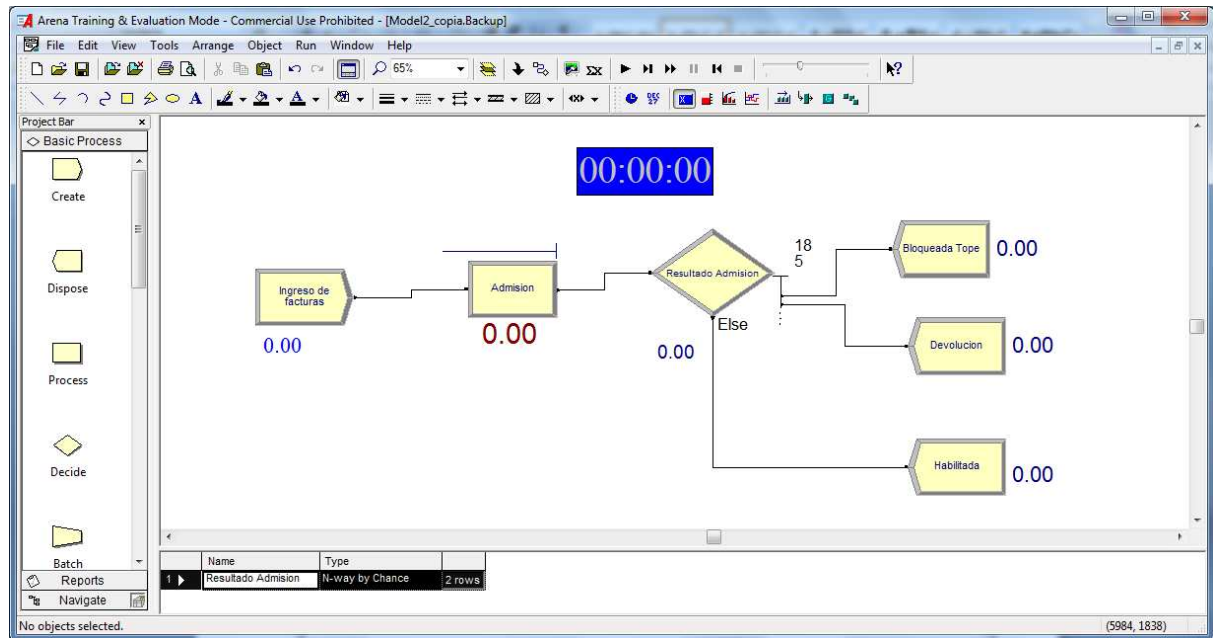 Arena Training & Evaluation Mode - Commercial Use Prohibited - [Model2_copia.Backup]
File Edit View Tools Arrange Object Run Window Help
65%
Project Bar
Basic Process
Create
Dispose
Process
Decide
Batch
Reports
Navigate
00:00:00
Ingreso de
facturas
0.00
Admision
0.00
Resultado Admision
18
5
Else
0.00
Bloqueada Tope
0.00
Devolucion
0.00
Habilitada
0.00
Name Type
1 Resultado Admision N-way by Chance 2 rows
No objects selected. (5984, 1838)